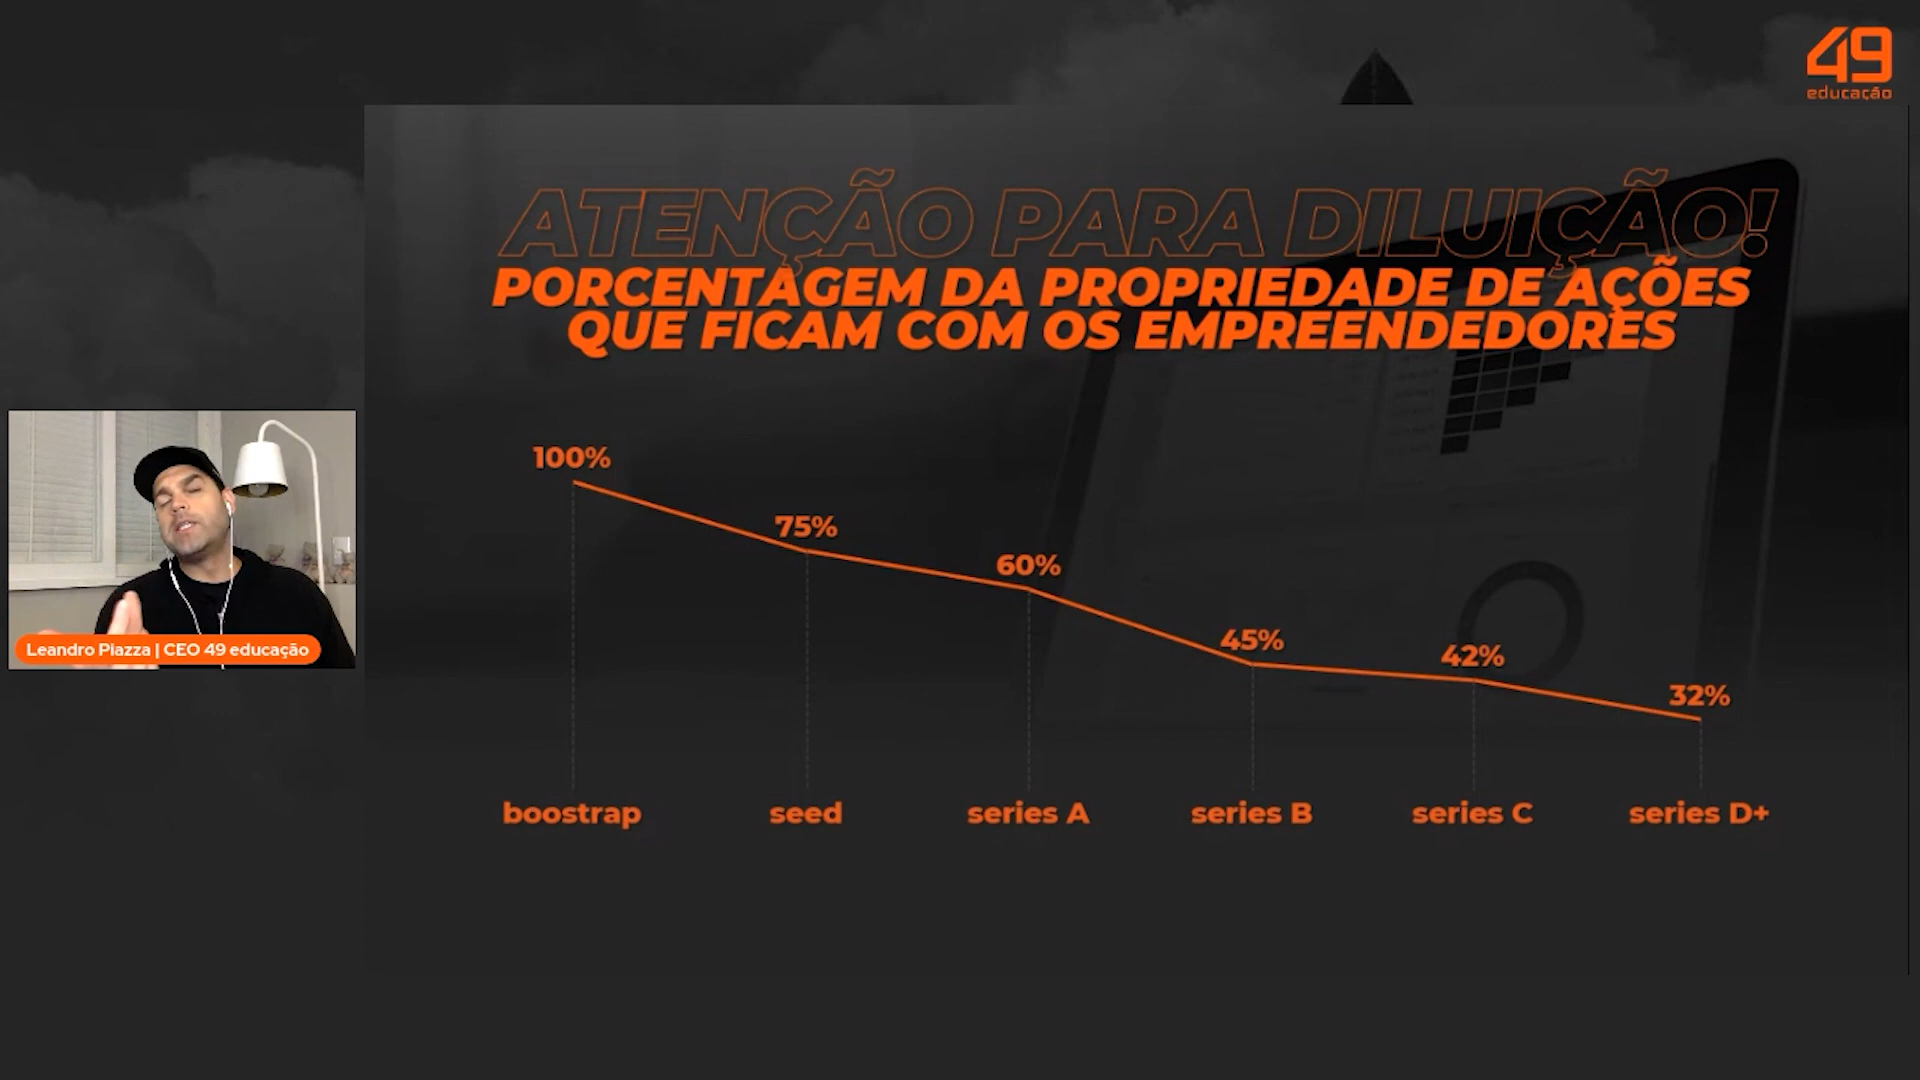 49
educação
ATENÇÃO PARA DILUIÇÃO!
PORCENTAGEM DA PROPRIEDADE DE AÇÕES
QUE FICAM COM OS EMPREENDEDORES
100%
75%
60%
45%
42%
32%
boostrap
seed
series A
series B
series C
series D+
Leandro Piazza | CEO 49 educação